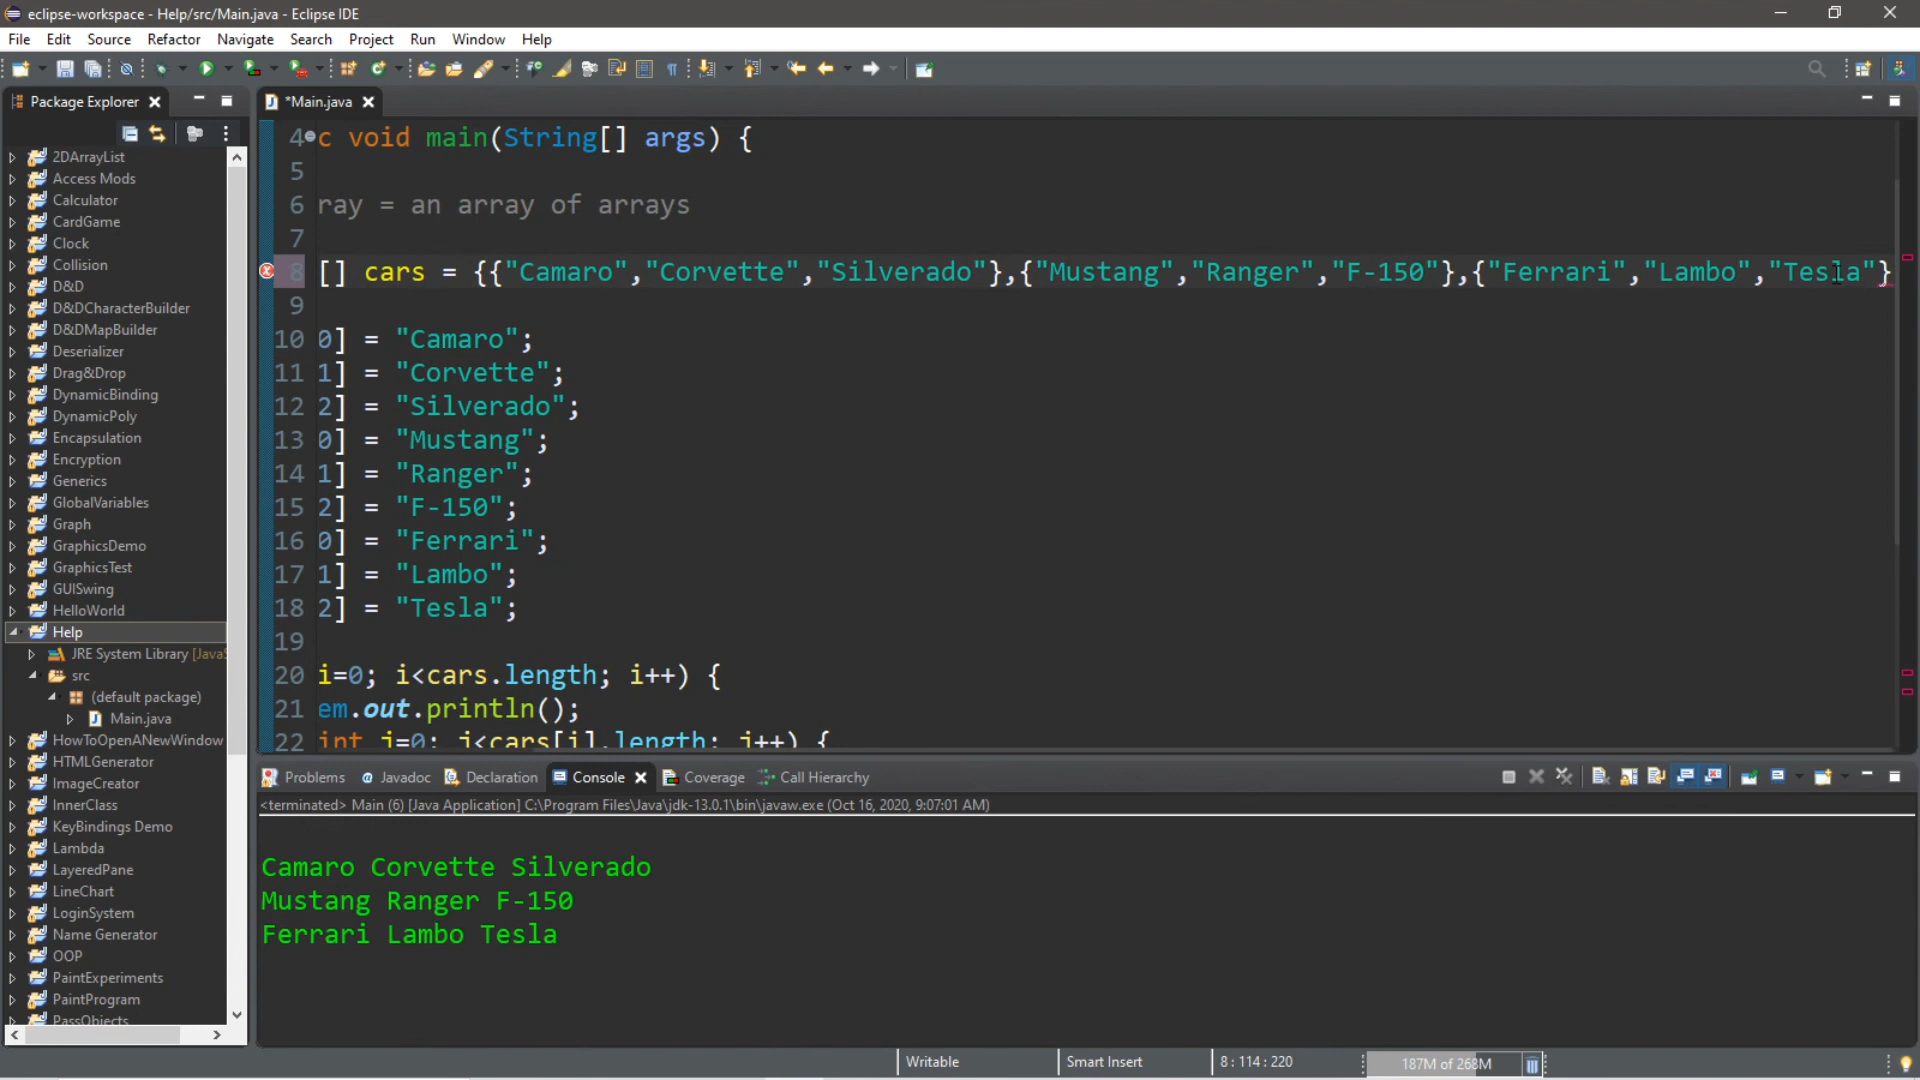 eclipse-workspace - Help/src/Main.java - Eclipse IDE
File Edit Source Refactor Navigate Search Project Run Window Help
Package Explorer
*Main.java
2DArrayList
Access Mods
Calculator
CardGame
Clock
Collision
D&D
D&DCharacterBuilder
D&DMapBuilder
Deserializer
Drag&Drop
DynamicBinding
DynamicPoly
Encapsulation
Encryption
Generics
GlobalVariables
Graph
GraphicsDemo
GraphicsTest
GUISwing
HelloWorld
Help
JRE System Library [JavaS
src
(default package)
Main.java
HowToOpenANewWindow
HTMLGenerator
ImageCreator
InnerClass
KeyBindings Demo
Lambda
LayeredPane
LineChart
LoginSystem
Name Generator
OOP
PaintExperiments
PaintProgram
PassObjects
4 c void main(String[] args) {
5
6 ray = an array of arrays
7
8 [] cars = {{"Camaro","Corvette","Silverado"},{"Mustang","Ranger","F-150"},{"Ferrari","Lambo","Tesla"}
9
10 0] = "Camaro";
11 1] = "Corvette";
12 2] = "Silverado";
13 0] = "Mustang";
14 1] = "Ranger";
15 2] = "F-150";
16 0] = "Ferrari";
17 1] = "Lambo";
18 2] = "Tesla";
19
20 i=0; i<cars.length; i++) {
21 em.out.println();
22 int j=0; j<cars[i].length; j++) {
Problems Javadoc Declaration Console Coverage Call Hierarchy
<terminated> Main (6) [Java Application] C:\Program Files\Java\jdk-13.0.1\bin\javaw.exe (Oct 16, 2020, 9:07:01 AM)
Camaro Corvette Silverado
Mustang Ranger F-150
Ferrari Lambo Tesla
Writable Smart Insert 8 : 114 : 220 187M of 268M